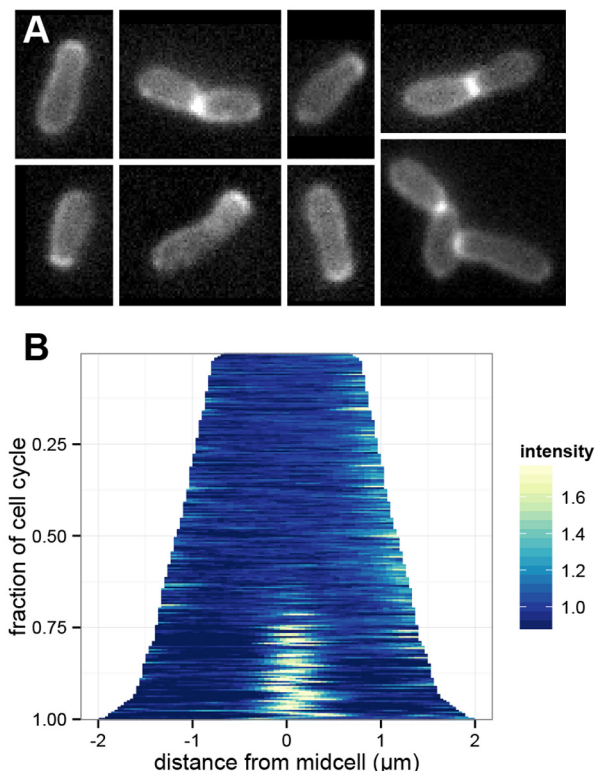 A
B
intensity
1.6
1.4
1.2
1.0
0.25
0.50
0.75
1.00
fraction of cell cycle
-2
-1
0
1
2
distance from midcell (µm)